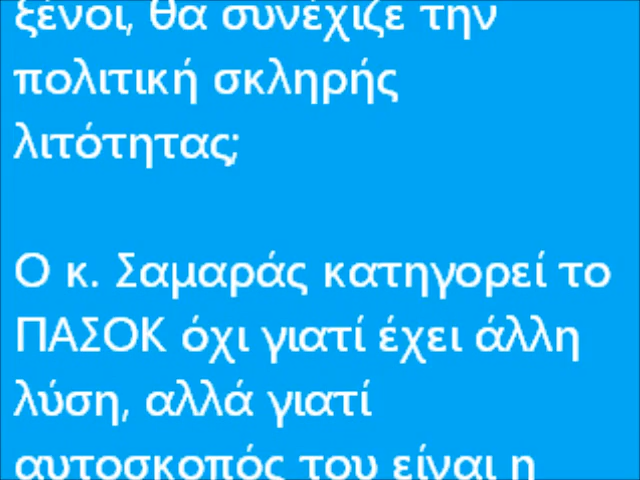 ξένοι, θα συνέχιζε την
πολιτική σκληρής
λιτότητας;
Ο κ. Σαμαράς κατηγορεί το
ΠΑΣΟΚ όχι γιατί έχει άλλη
λύση, αλλά γιατί
αυτοσκοπός του είναι η